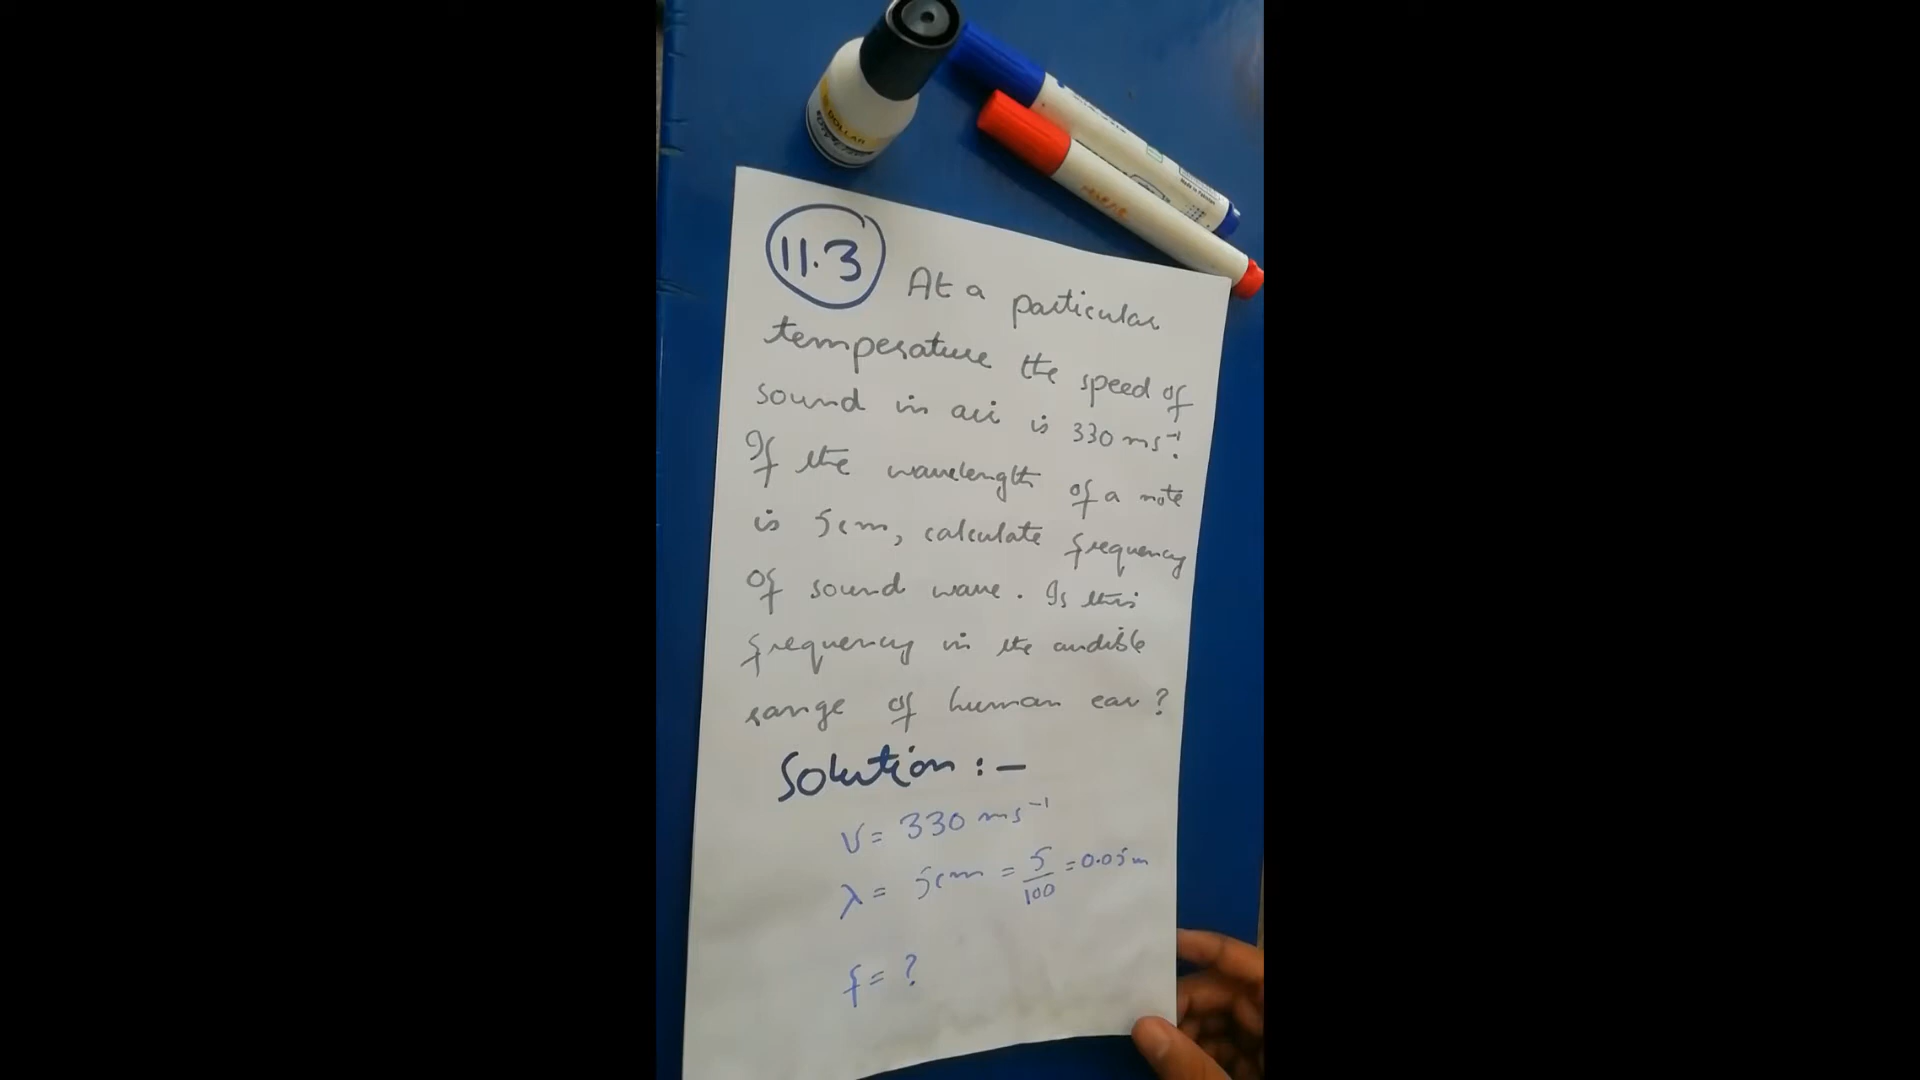 DOLLAR
11.3 At a particular
temperature the speed of
sound in air is 330 ms⁻¹.
If the wavelength of a note
is 5cm, calculate frequency
of sound wave. Is this
frequency in the audible
range of human ear?
Solution :-
v = 330 ms⁻¹
λ = 5cm = 5/100 = 0.05m
f = ?